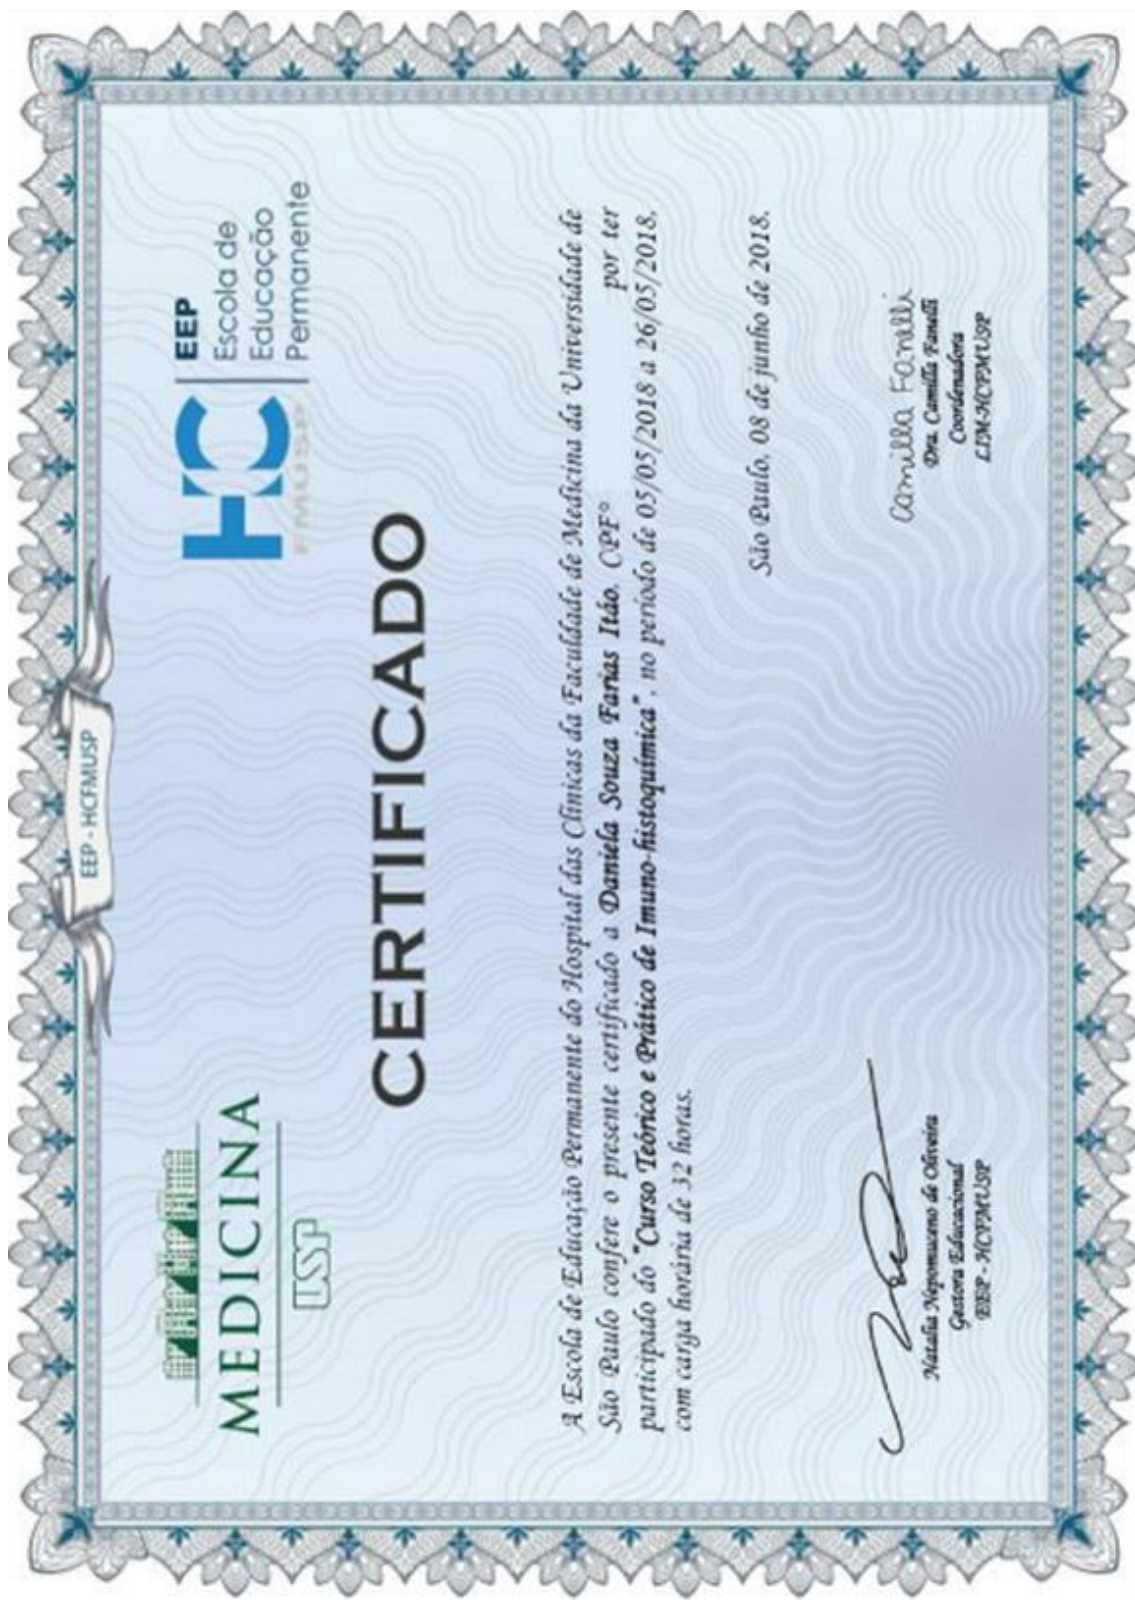 EEP - HCFMUSP
MEDICINA
USP
HC
FMUSP
EEP
Escola de
Educação
Permanente
CERTIFICADO
A Escola de Educação Permanente do Hospital das Clínicas da Faculdade de Medicina da Universidade de
São Paulo confere o presente certificado a Daniela Souza Farias Itáo, CPFº por ter
participado do "Curso Teórico e Prático de Imuno-histoquímica", no período de 05/05/2018 a 26/05/2018,
com carga horária de 32 horas.
São Paulo, 08 de junho de 2018.
Natalia Nepomuceno de Oliveira
Gestora Educacional
EEP - HCFMUSP
Camilla Fanelli
Dra. Camilla Fanelli
Coordenadora
LIM-HCFMUSP